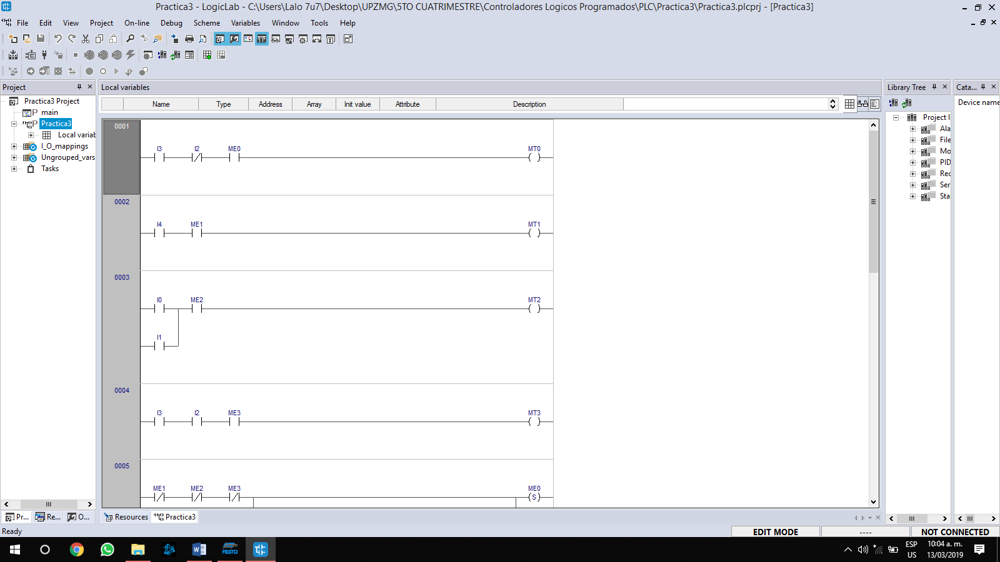 Practica3 - LogicLab - C:\Users\Lalo 7u7\Desktop\UPZMG\5TO CUATRIMESTRE\Controladores Logicos Programados\PLC\Practica3\Practica3.plcprj - [Practica3]
File Edit View Project On-line Debug Scheme Variables Window Tools Help
Project
Practica3 Project
main
Practica3
Local variab
I_O_mappings
Ungrouped_vars
Tasks
Pr... Re... O...
Local variables
Name Type Address Array Init value Attribute Description
0001
I3 I2 ME0 MT0
0002
I4 ME1 MT1
0003
I0 ME2 MT2
I1
0004
I3 I2 ME3 MT3
0005
ME1 ME2 ME3 ME0
S
Resources Practica3
Library Tree
Project l
Ala
File
Mo
PID
Rec
Ser
Sta
Cata...
Device name
Ready
EDIT MODE ---- NOT CONNECTED
FESTO
ESP
US
10:04 a. m.
13/03/2019